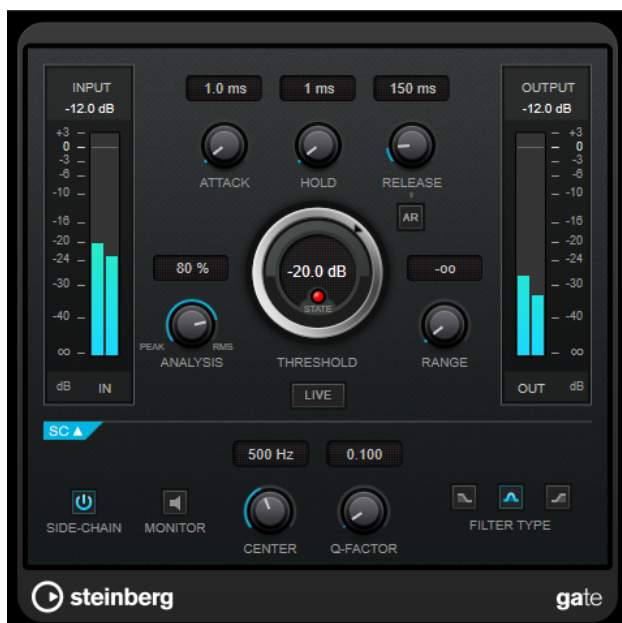 INPUT
-12.0 dB
+3
0
-3
-6
-10
-16
-20
-24
-30
-40
∞
dB IN
1.0 ms 1 ms 150 ms
ATTACK HOLD RELEASE
AR
80 %
-20.0 dB
-oo
STATE
PEAK RMS
ANALYSIS THRESHOLD RANGE
LIVE
OUTPUT
-12.0 dB
+3
0
-3
-6
-10
-16
-20
-24
-30
-40
∞
OUT dB
SC
500 Hz 0.100
SIDE-CHAIN MONITOR
CENTER Q-FACTOR
FILTER TYPE
steinberg gate